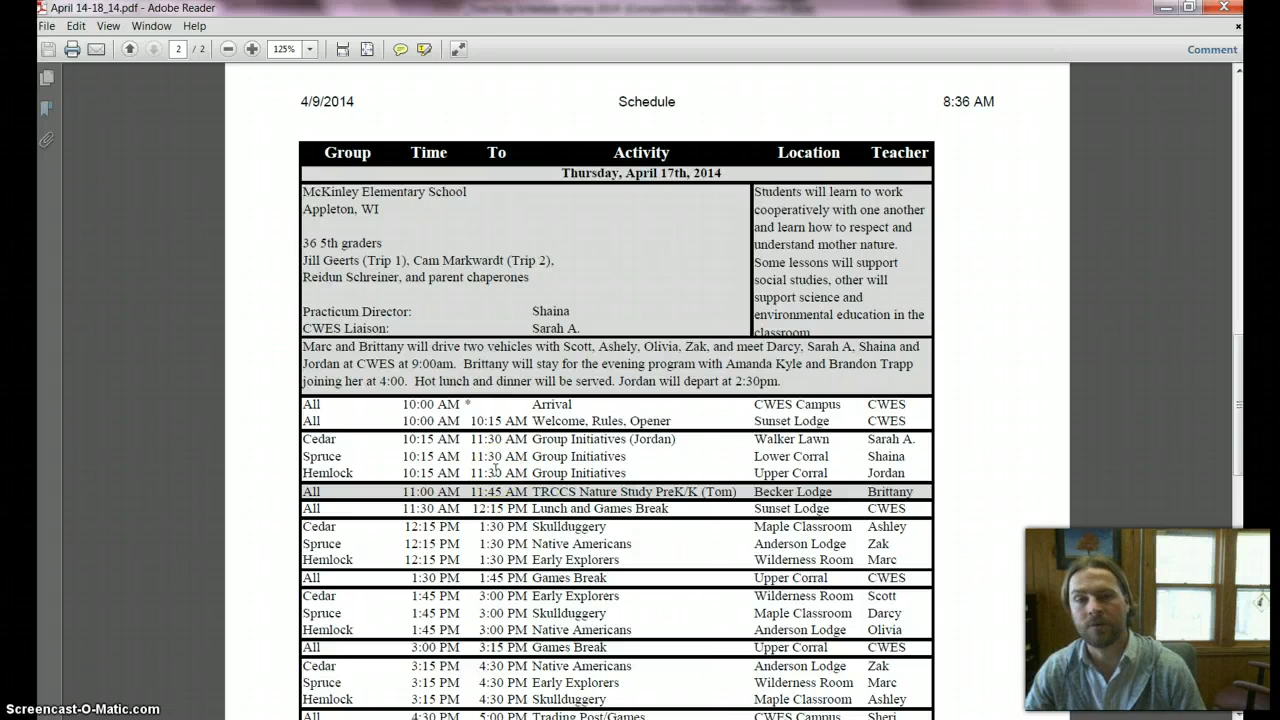 April 14-18_14.pdf - Adobe Reader
File Edit View Window Help
2 / 2 125% Comment
4/9/2014 Schedule 8:36 AM
Group Time To Activity Location Teacher
Thursday, April 17th, 2014
McKinley Elementary School
Appleton, WI
36 5th graders
Jill Geerts (Trip 1), Cam Markwardt (Trip 2),
Reidun Schreiner, and parent chaperones
Practicum Director: Shaina
CWES Liaison: Sarah A.
Students will learn to work
cooperatively with one another
and learn how to respect and
understand mother nature.
Some lessons will support
social studies, other will
support science and
environmental education in the
classroom
Marc and Brittany will drive two vehicles with Scott, Ashely, Olivia, Zak, and meet Darcy, Sarah A, Shaina and
Jordan at CWES at 9:00am. Brittany will stay for the evening program with Amanda Kyle and Brandon Trapp
joining her at 4:00. Hot lunch and dinner will be served. Jordan will depart at 2:30pm.
All 10:00 AM * Arrival CWES Campus CWES
All 10:00 AM 10:15 AM Welcome, Rules, Opener Sunset Lodge CWES
Cedar 10:15 AM 11:30 AM Group Initiatives (Jordan) Walker Lawn Sarah A.
Spruce 10:15 AM 11:30 AM Group Initiatives Lower Corral Shaina
Hemlock 10:15 AM 11:30 AM Group Initiatives Upper Corral Jordan
All 11:00 AM 11:45 AM TRCCS Nature Study PreK/K (Tom) Becker Lodge Brittany
All 11:30 AM 12:15 PM Lunch and Games Break Sunset Lodge CWES
Cedar 12:15 PM 1:30 PM Skullduggery Maple Classroom Ashley
Spruce 12:15 PM 1:30 PM Native Americans Anderson Lodge Zak
Hemlock 12:15 PM 1:30 PM Early Explorers Wilderness Room Marc
All 1:30 PM 1:45 PM Games Break Upper Corral CWES
Cedar 1:45 PM 3:00 PM Early Explorers Wilderness Room Scott
Spruce 1:45 PM 3:00 PM Skullduggery Maple Classroom Darcy
Hemlock 1:45 PM 3:00 PM Native Americans Anderson Lodge Olivia
All 3:00 PM 3:15 PM Games Break Upper Corral CWES
Cedar 3:15 PM 4:30 PM Native Americans Anderson Lodge Zak
Spruce 3:15 PM 4:30 PM Early Explorers Wilderness Room Marc
Hemlock 3:15 PM 4:30 PM Skullduggery Maple Classroom Ashley
All 4:30 PM 5:00 PM Trading Post/Games CWES Campus Sheri
Screencast-O-Matic.com